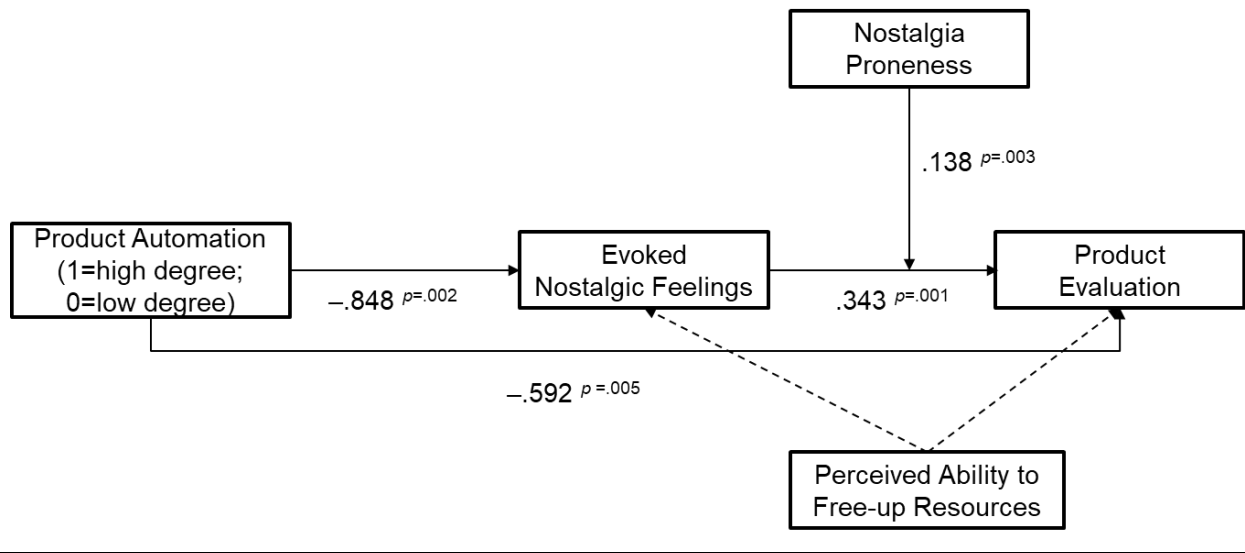 Nostalgia
Proneness
.138 p=.003
Product Automation
(1=high degree;
0=low degree)
Evoked
Nostalgic Feelings
Product
Evaluation
–.848 p=.002
.343 p=.001
–.592 p =.005
Perceived Ability to
Free-up Resources